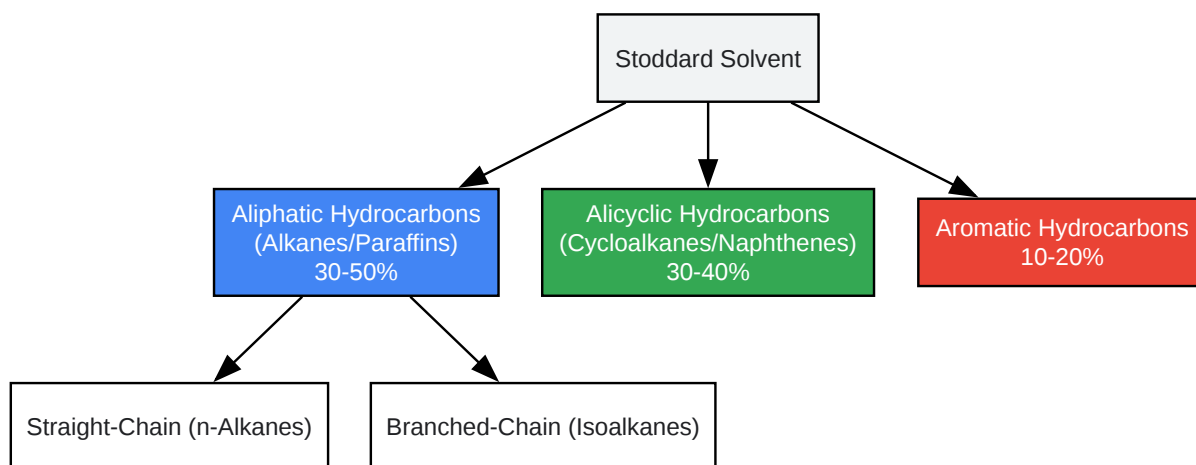 Stoddard Solvent
Aliphatic Hydrocarbons
(Alkanes/Paraffins)
30-50%
Alicyclic Hydrocarbons
(Cycloalkanes/Naphthenes)
30-40%
Aromatic Hydrocarbons
10-20%
Straight-Chain (n-Alkanes)
Branched-Chain (Isoalkanes)